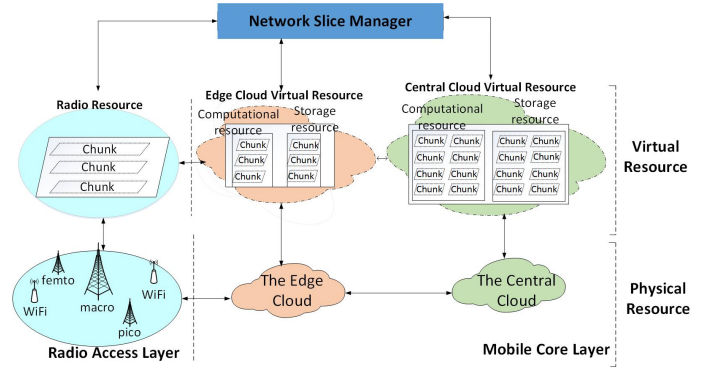 Network Slice Manager
Radio Resource
Chunk
Chunk
Chunk
Edge Cloud Virtual Resource
Computational
resource
Storage
resource
Chunk
Chunk
Chunk
Chunk
Chunk
Chunk
Central Cloud Virtual Resource
Computational
resource
Storage
resource
Chunk Chunk
Chunk Chunk
Chunk Chunk
Chunk Chunk
Chunk Chunk
Chunk Chunk
Chunk Chunk
Chunk Chunk
Virtual
Resource
femto
WiFi
macro
WiFi
pico
Radio Access Layer
The Edge
Cloud
The Central
Cloud
Mobile Core Layer
Physical
Resource